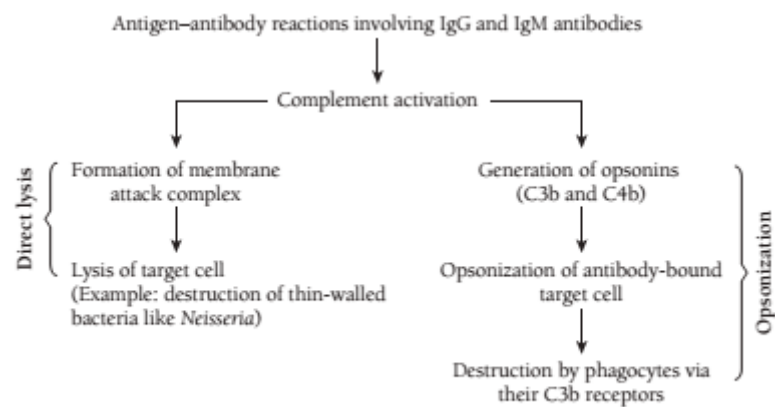 Antigen–antibody reactions involving IgG and IgM antibodies
Complement activation
Direct lysis
Formation of membrane
attack complex
Lysis of target cell
(Example: destruction of thin-walled
bacteria like Neisseria)
Generation of opsonins
(C3b and C4b)
Opsonization of antibody-bound
target cell
Destruction by phagocytes via
their C3b receptors
Opsonization